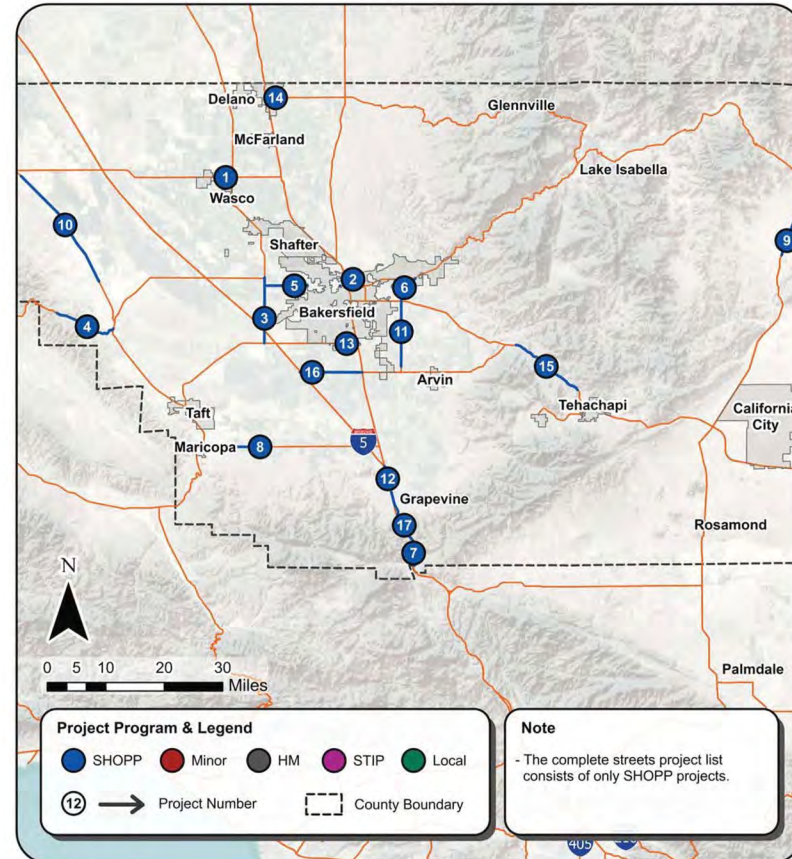 Delano
14
Glennville
McFarland
Lake Isabella
1
Wasco
10
9
Shafter
5
2
6
3
Bakersfield
11
4
13
16
15
Arvin
Tehachapi
Taft
California
City
Maricopa
8
5
12
Grapevine
17
Rosamond
7
N
0 5 10 20 30
Miles
Palmdale
Project Program & Legend
SHOPP Minor HM STIP Local
12 Project Number County Boundary
Note
- The complete streets project list
consists of only SHOPP projects.
405